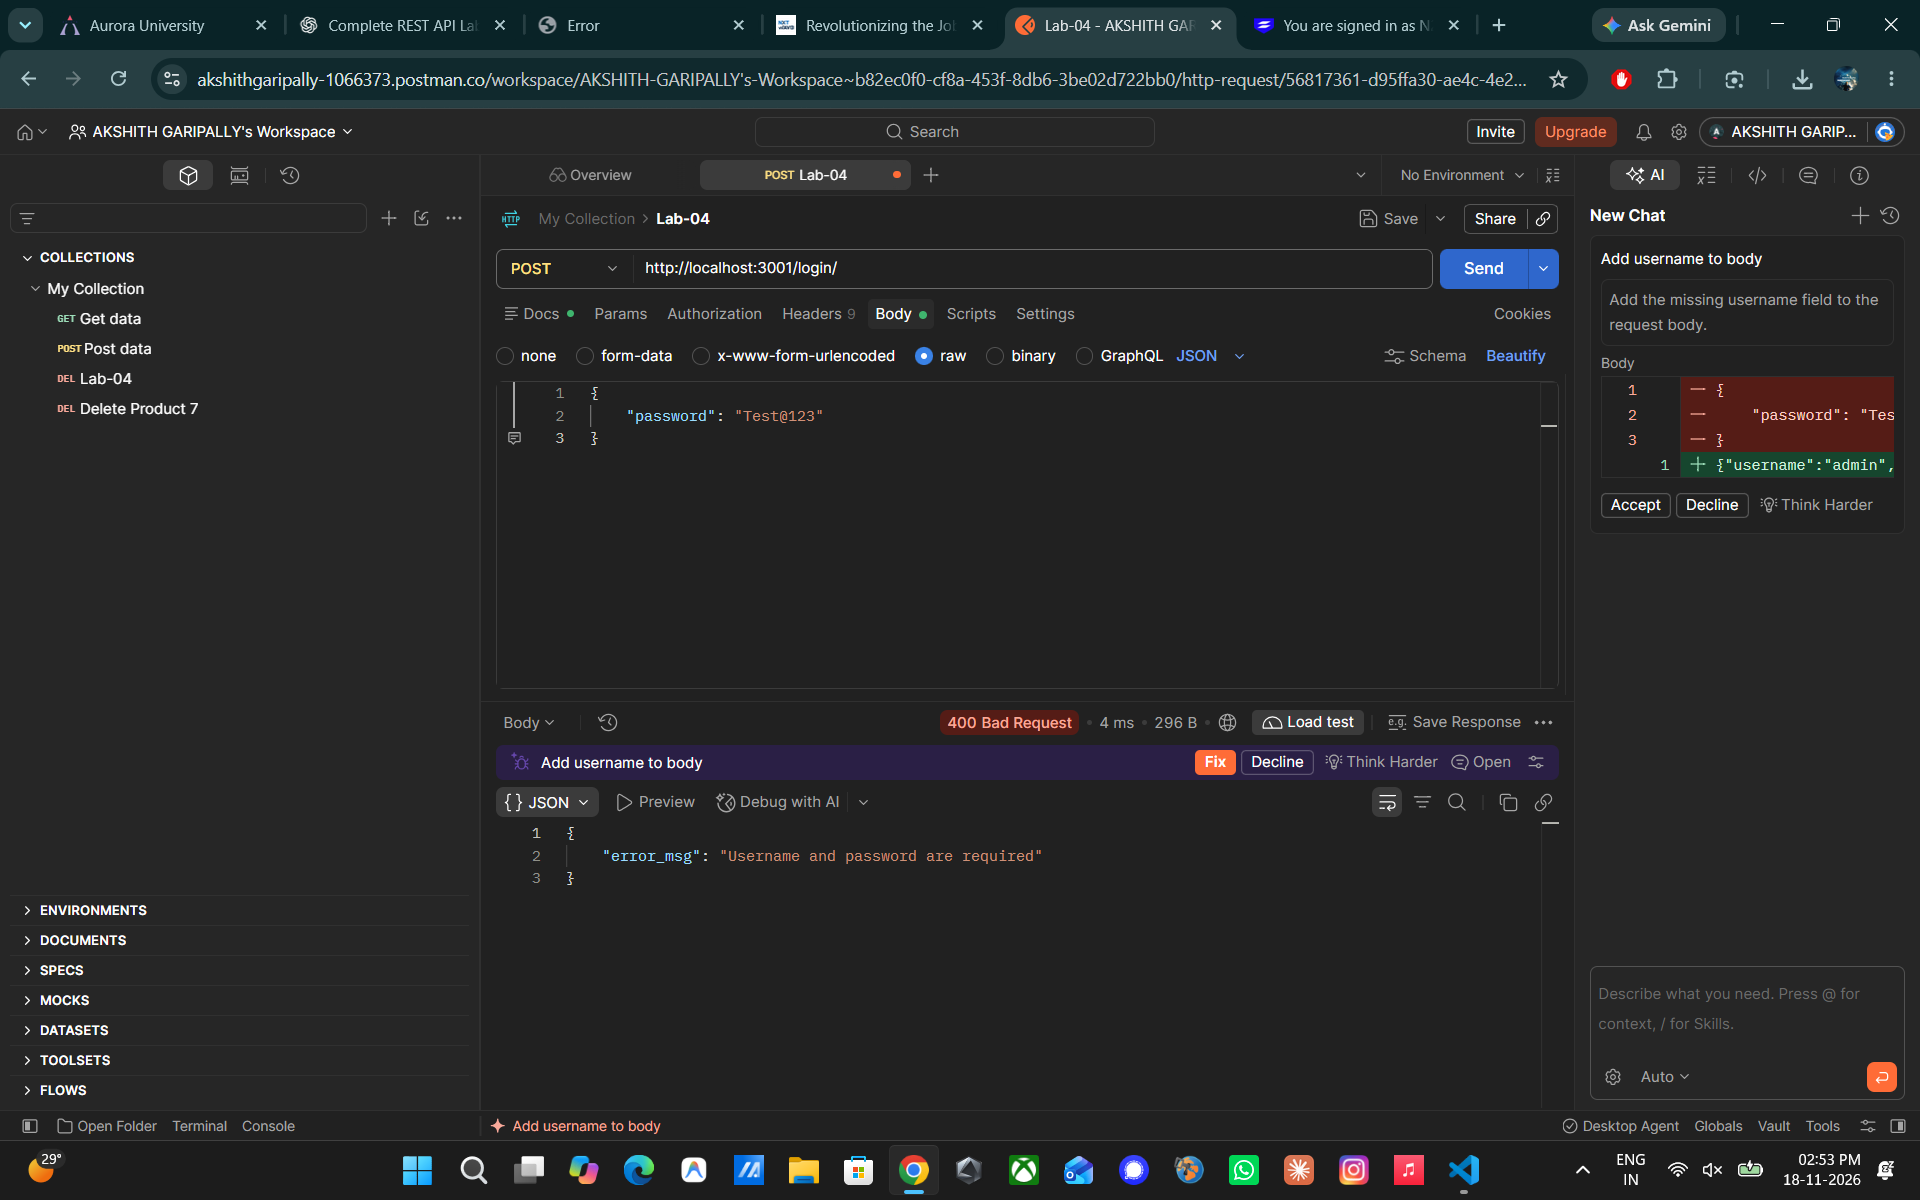 Aurora University
Complete REST API La
Error
Revolutionizing the Jo
Lab-04 - AKSHITH GAR
You are signed in as N
Ask Gemini
akshithgaripally-1066373.postman.co/workspace/AKSHITH-GARIPALLY's-Workspace~b82ec0f0-cf8a-453f-8db6-3be02d722bb0/http-request/56817361-d95ffa30-ae4c-4e2...
AKSHITH GARIPALLY's Workspace
Search
Invite
Upgrade
AKSHITH GARIP...
Overview
POST Lab-04
No Environment
AI
My Collection > Lab-04
Save
Share
New Chat
COLLECTIONS
My Collection
GET Get data
POST Post data
DEL Lab-04
DEL Delete Product 7
POST
http://localhost:3001/login/
Send
Docs
Params
Authorization
Headers 9
Body
Scripts
Settings
Cookies
none
form-data
x-www-form-urlencoded
raw
binary
GraphQL
JSON
Schema
Beautify
1 {
2 "password": "Test@123"
3 }
Add username to body
Add the missing username field to the
request body.
Body
1 — {
2 — "password": "Tes
3 — }
1 + {"username":"admin",
Accept
Decline
Think Harder
Body
400 Bad Request
4 ms
296 B
Load test
e.g. Save Response
Add username to body
Fix
Decline
Think Harder
Open
{} JSON
Preview
Debug with AI
1 {
2 "error_msg": "Username and password are required"
3 }
ENVIRONMENTS
DOCUMENTS
SPECS
MOCKS
DATASETS
TOOLSETS
FLOWS
Describe what you need. Press @ for
context, / for Skills.
Auto
Open Folder
Terminal
Console
Add username to body
Desktop Agent
Globals
Vault
Tools
29°
ENG
IN
02:53 PM
18-11-2026